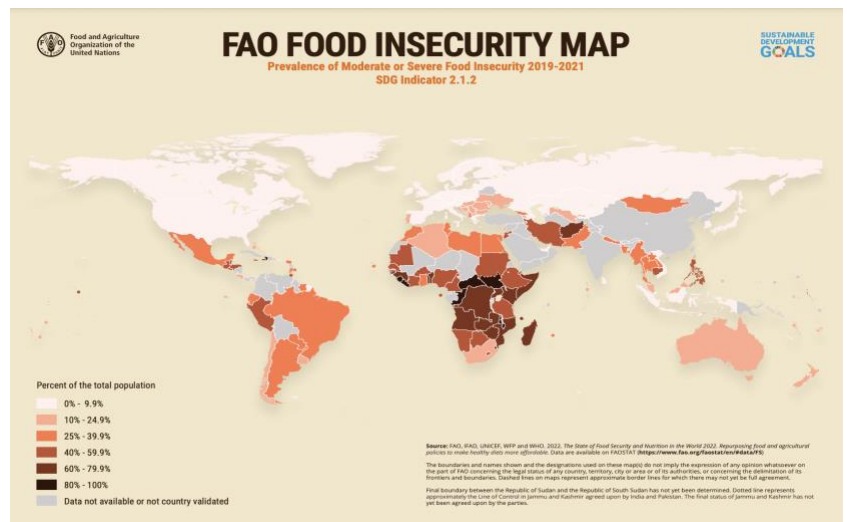 Food and Agriculture
Organization of the
United Nations
FAO FOOD INSECURITY MAP
Prevalence of Moderate or Severe Food Insecurity 2019-2021
SDG Indicator 2.1.2
SUSTAINABLE
DEVELOPMENT
GOALS
Percent of the total population
0% - 9.9%
10% - 24.9%
25% - 39.9%
40% - 59.9%
60% - 79.9%
80% - 100%
Data not available or not country validated
Source: FAO, IFAD, UNICEF, WFP and WHO. 2022. The State of Food Security and Nutrition in the World 2022. Repurposing food and agricultural
policies to make healthy diets more affordable. Data are available on FAOSTAT (https://www.fao.org/faostat/en/#data/FS)
The boundaries and names shown and the designations used on these map(s) do not imply the expression of any opinion whatsoever on
the part of FAO concerning the legal status of any country, territory, city or area or of its authorities, or concerning the delimitation of its
frontiers and boundaries. Dashed lines on maps represent approximate border lines for which there may not yet be full agreement.
Final boundary between the Republic of Sudan and the Republic of South Sudan has not yet been determined. Dotted line represents
approximately the Line of Control in Jammu and Kashmir agreed upon by India and Pakistan. The final status of Jammu and Kashmir has not
yet been agreed upon by the parties.